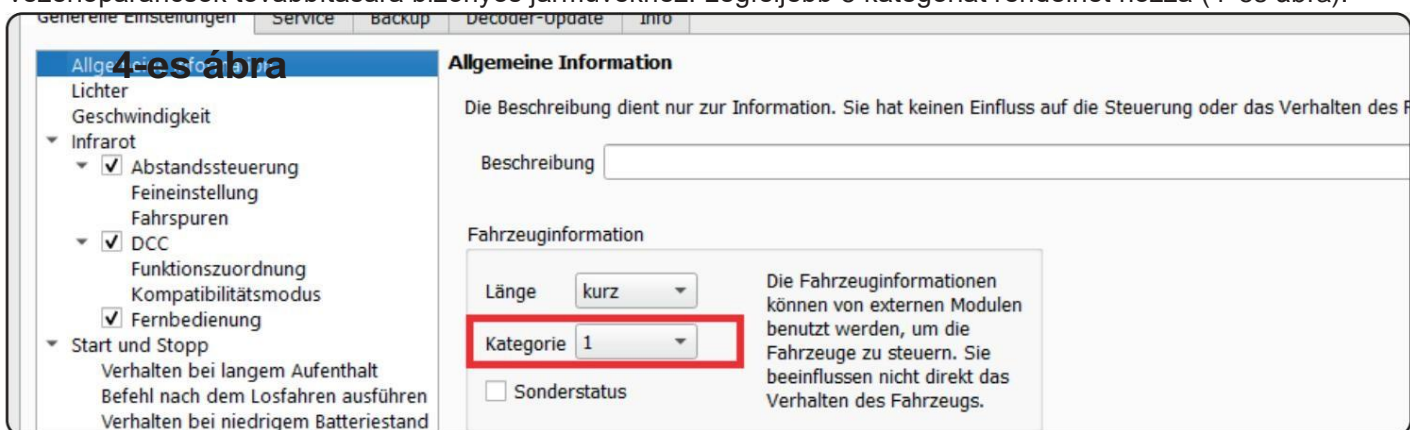 Generelle Einstellungen Service Backup Decoder-Update Info
4-es ábra
Lichter
Geschwindigkeit
Infrarot
Abstandssteuerung
Feineinstellung
Fahrspuren
DCC
Funktionszuordnung
Kompatibilitätsmodus
Fernbedienung
Start und Stopp
Verhalten bei langem Aufenthalt
Befehl nach dem Losfahren ausführen
Verhalten bei niedrigem Batteriestand
Allgemeine Information
Die Beschreibung dient nur zur Information. Sie hat keinen Einfluss auf die Steuerung oder das Verhalten des
Beschreibung
Fahrzeuginformation
Länge kurz
Kategorie 1
Sonderstatus
Die Fahrzeuginformationen
können von externen Modulen
benutzt werden, um die
Fahrzeuge zu steuern. Sie
beeinflussen nicht direkt das
Verhalten des Fahrzeugs.